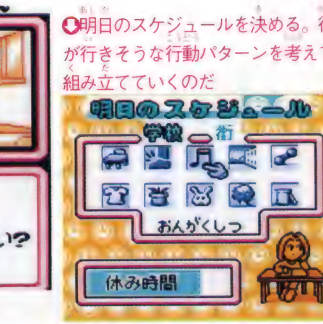 ➊明日のスケジュールを決める。
が行きそうな行動パターンを考え
組み立てていくのだ
明日のスケジュール
学校 街
おんがくしつ
い?
休み時間